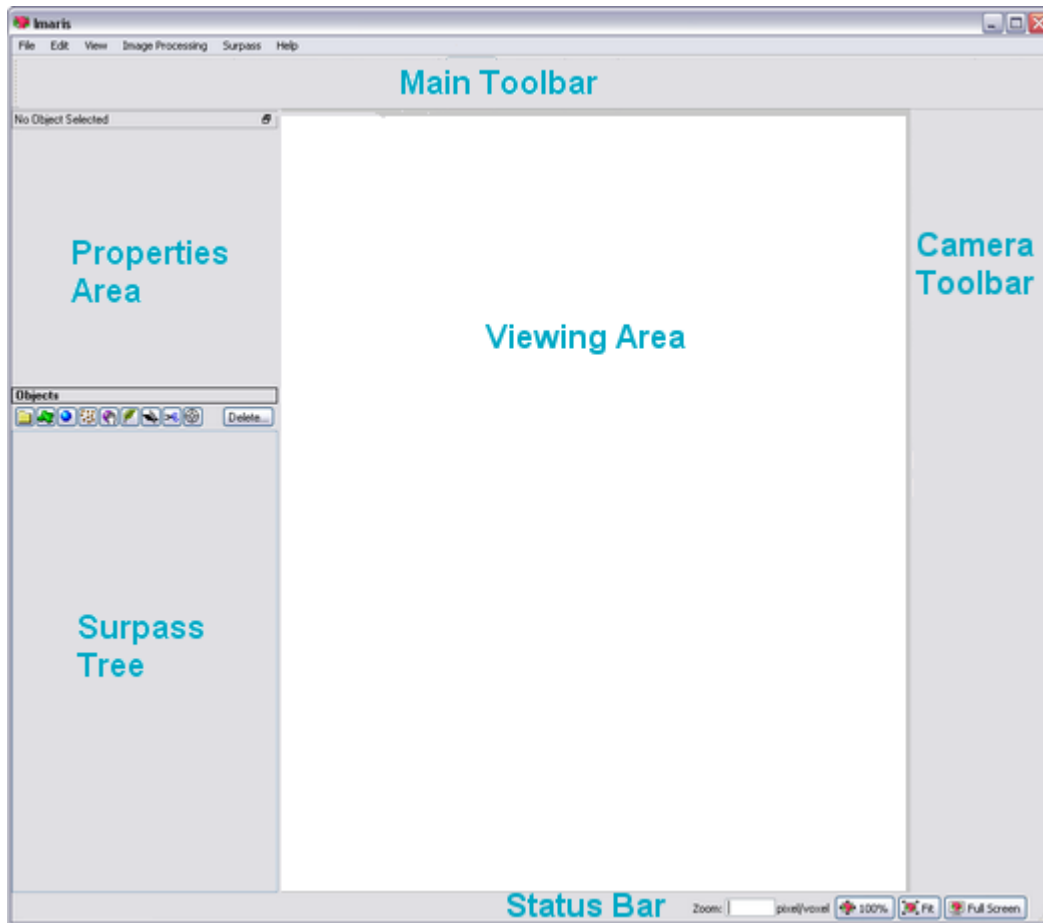 Imaris
File Edit View Image Processing Surpass Help
Main Toolbar
No Object Selected
Properties
Area
Camera
Toolbar
Viewing Area
Objects
Delete...
Surpass
Tree
Status Bar
Zoom: pixel/voxel 100% Fit Full Screen